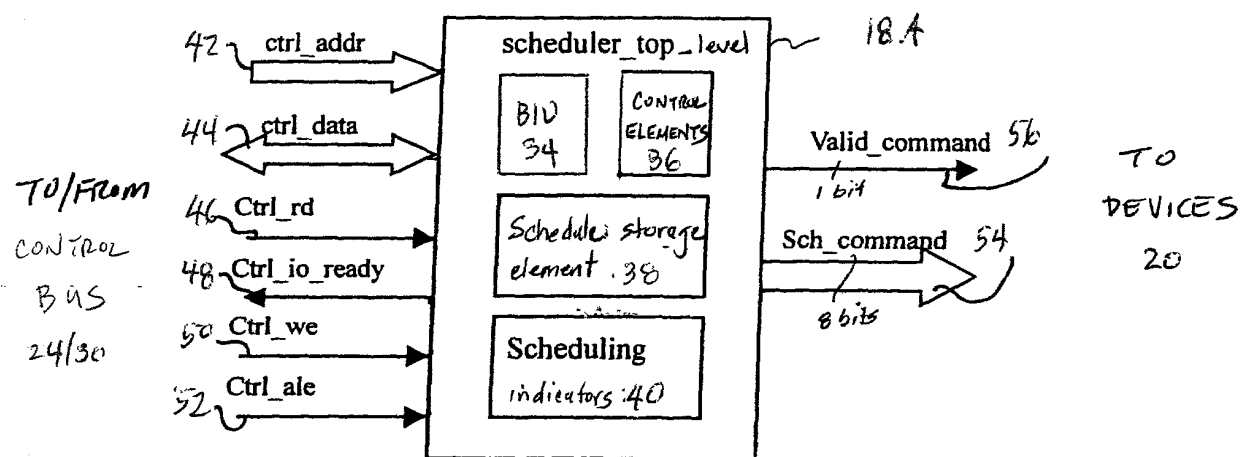 42 ctrl_addr
44 ctrl_data
TO/FROM
CONTROL
BUS
24/30
46 Ctrl_rd
48 Ctrl_io_ready
50 Ctrl_we
52 Ctrl_ale
scheduler_top_level
18.A
BIU
34
CONTROL
ELEMENTS
36
Scheduler storage
element .38
Scheduling
indicators :40
Valid_command 56
1 bit
Sch_command 54
8 bits
TO
DEVICES
20